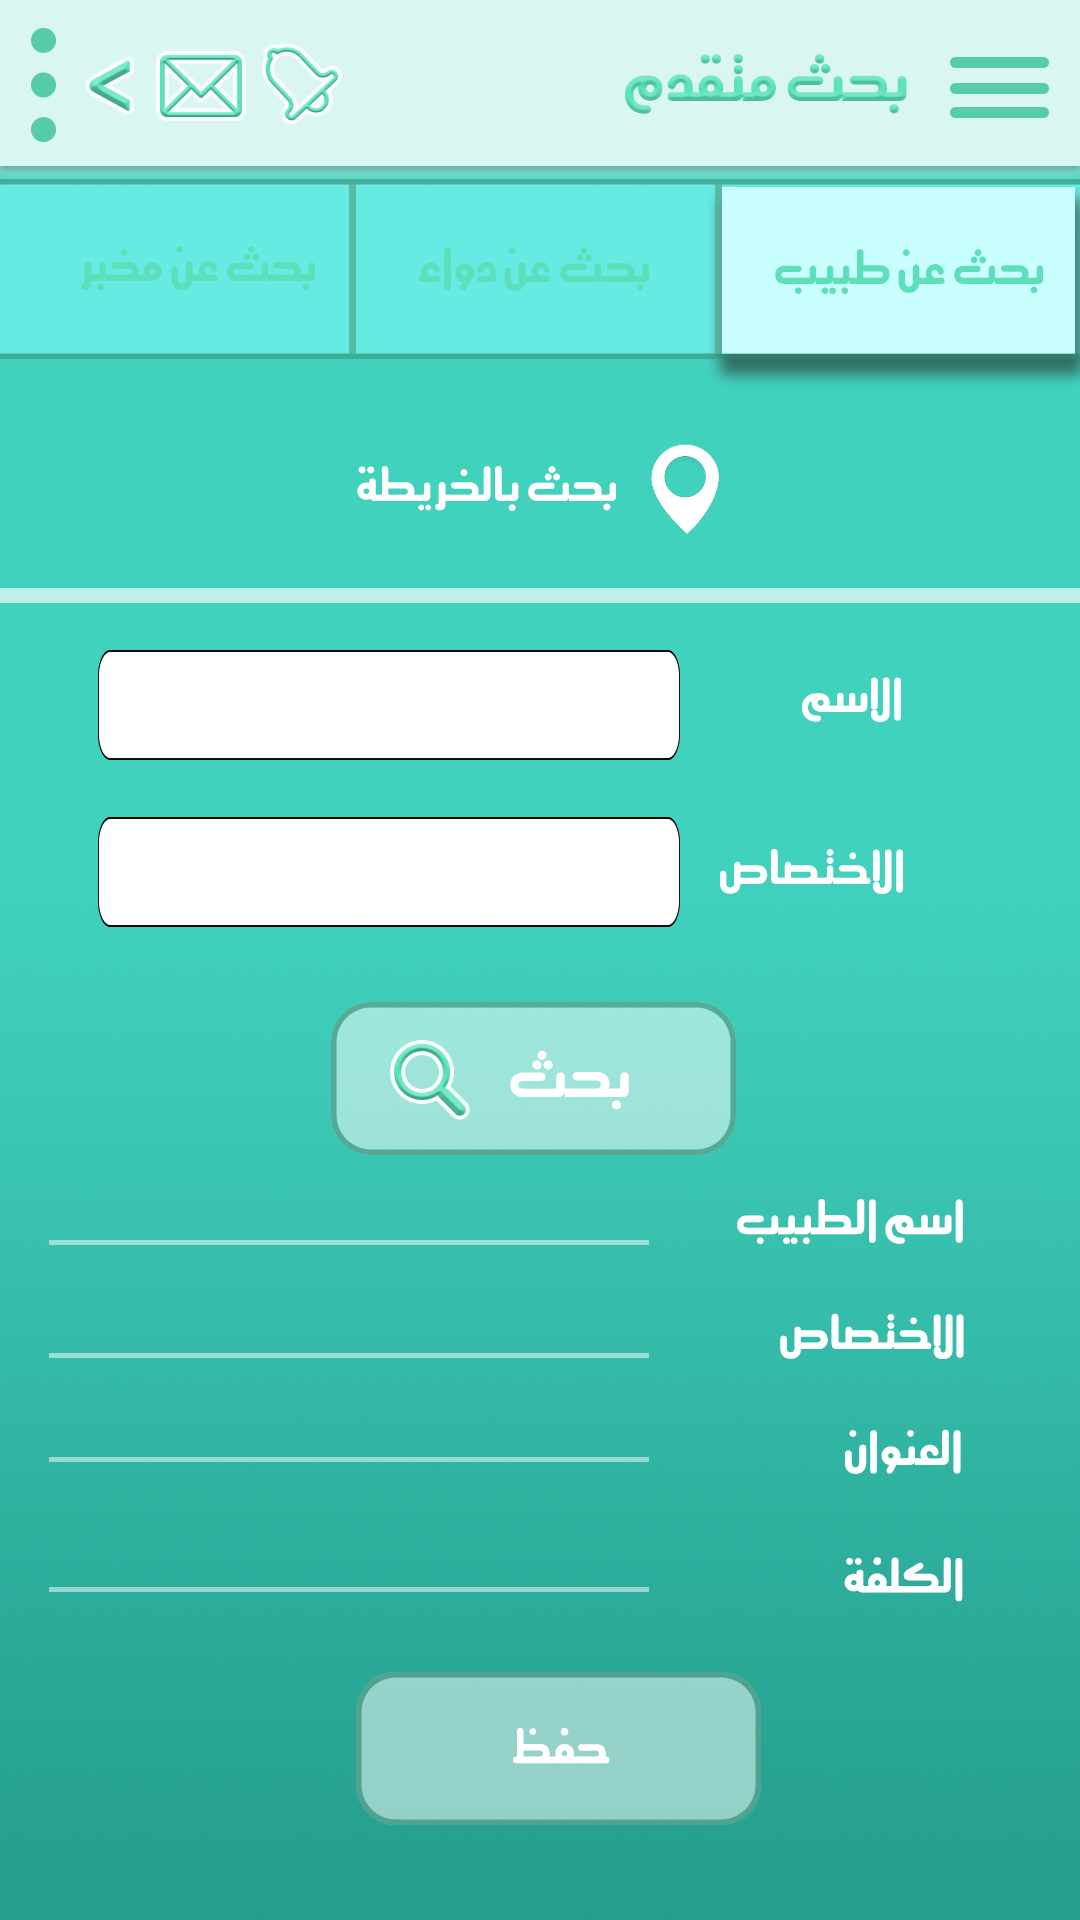 بحث متقدم
بحث عن طبيب
بحث عن دواء
بحث عن مخبر
بحث بالخريطة
الاسم
الاختصاص
بحث
اسم الطبيب
الاختصاص
العنوان
الكلفة
حفظ